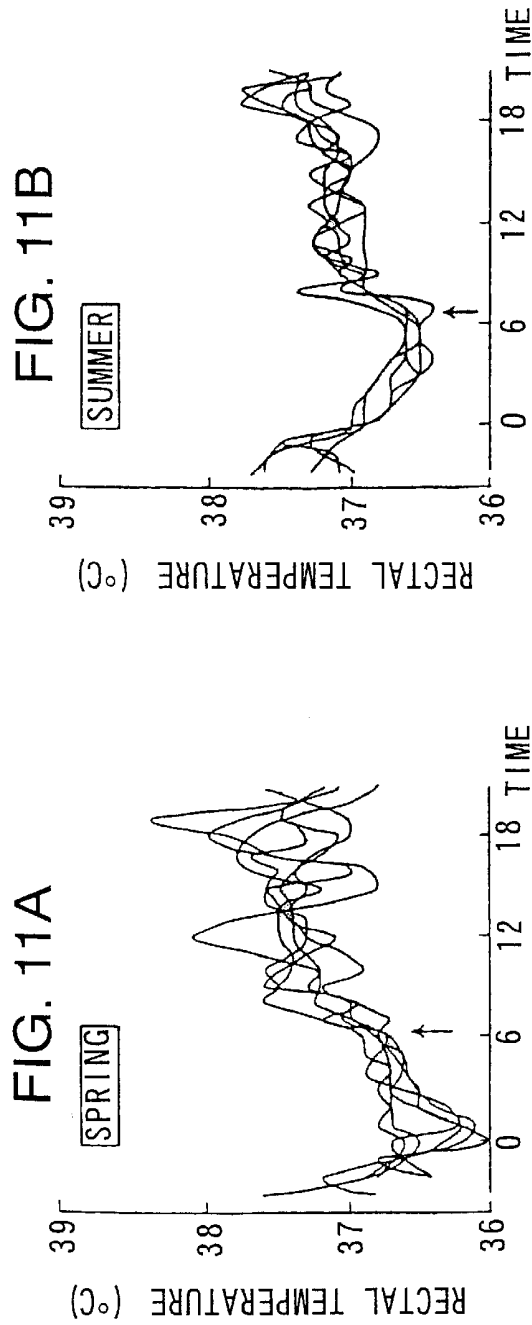 FIG. 11A
SPRING
RECTAL TEMPERATURE (°C)
39
38
37
36
0
6
12
18
TIME
FIG. 11B
SUMMER
RECTAL TEMPERATURE (°C)
39
38
37
36
0
6
12
18
TIME